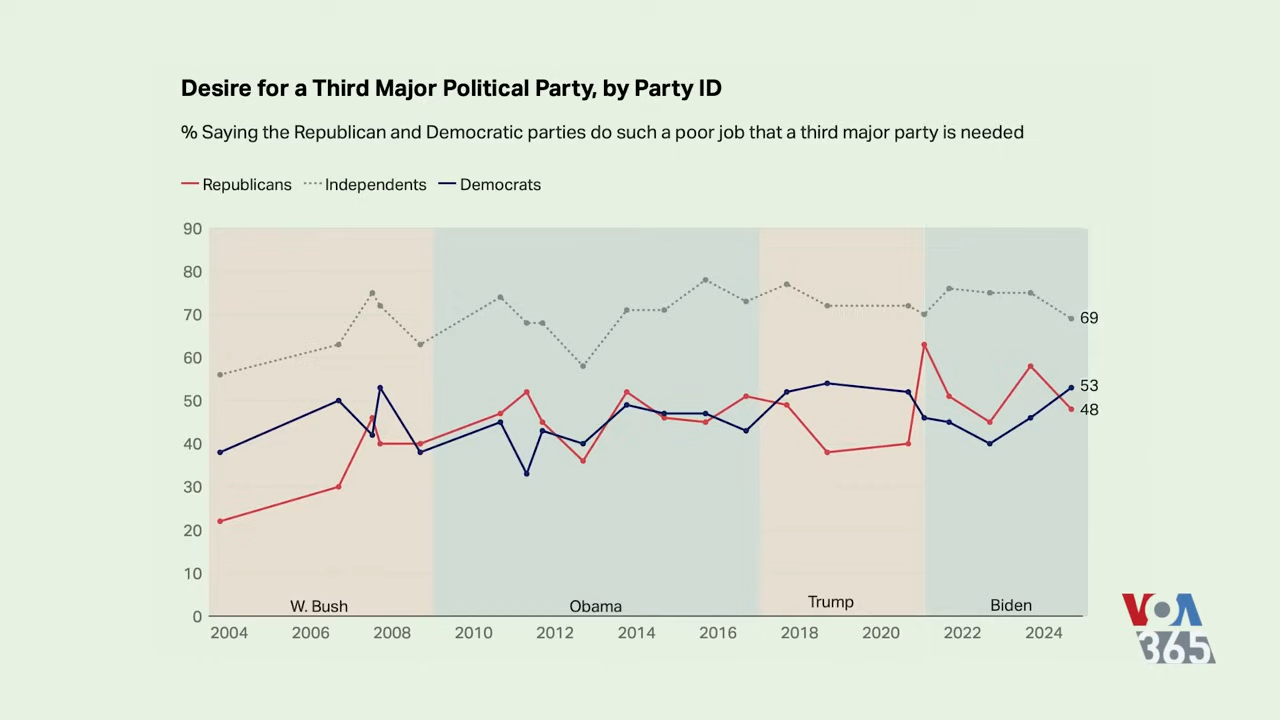 Desire for a Third Major Political Party, by Party ID
% Saying the Republican and Democratic parties do such a poor job that a third major party is needed
Republicans Independents Democrats
90
80
70
60
50
40
30
20
10
0
69
53
48
W. Bush Obama Trump Biden
2004 2006 2008 2010 2012 2014 2016 2018 2020 2022 2024
VOA
365